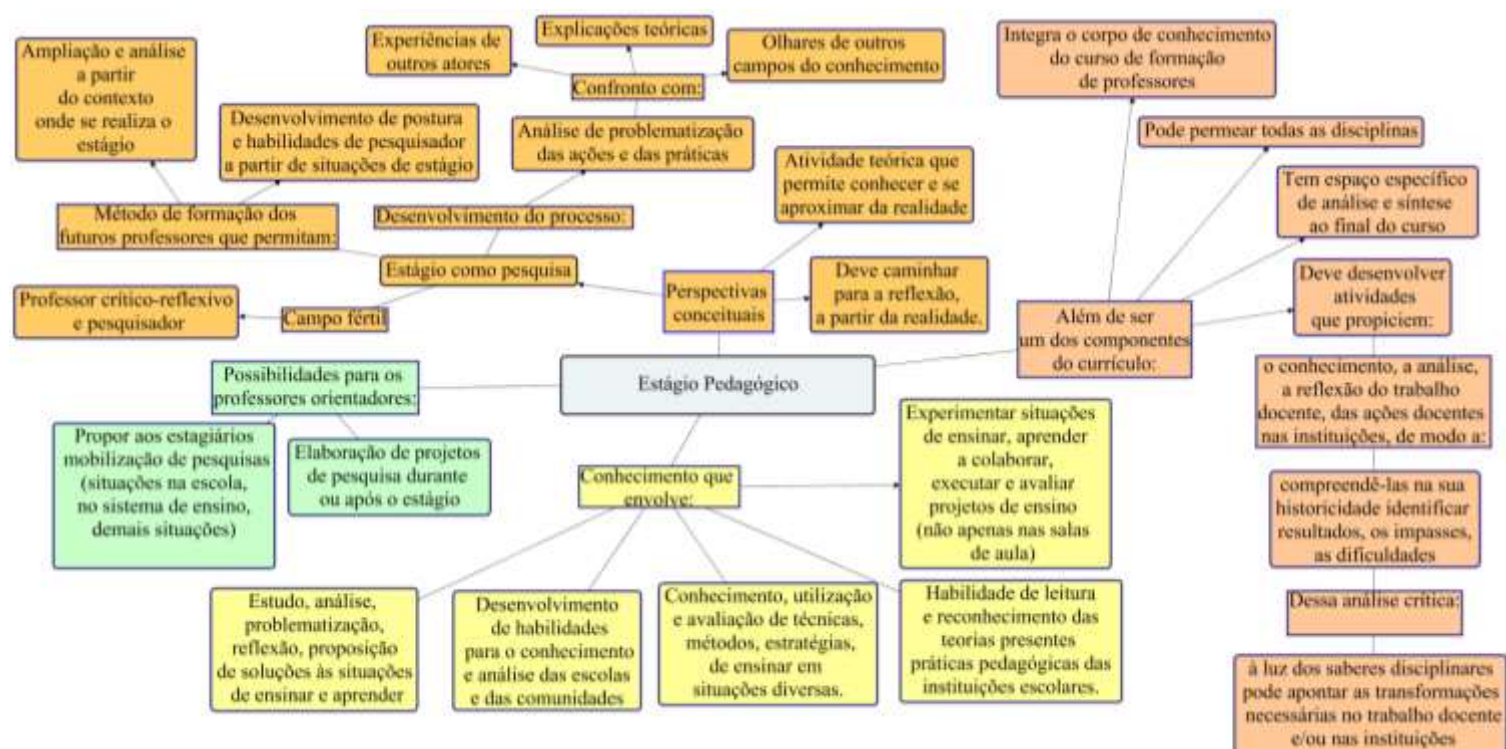 Ampliação e análise
a partir
do contexto
onde se realiza o
estágio
Experiências de
outros atores
Explicações teóricas
Olhares de outros
campos do conhecimento
Confronto com:
Desenvolvimento de postura
e habilidades de pesquisador
a partir de situações de estágio
Análise de problematização
das ações e das práticas
Método de formação dos
futuros professores que permitam:
Desenvolvimento do processo:
Estágio como pesquisa
Professor crítico-reflexivo
e pesquisador
Campo fértil
Atividade teórica que
permite conhecer e se
aproximar da realidade
Perspectivas
conceituais
Deve caminhar
para a reflexão,
a partir da realidade.
Integra o corpo de conhecimento
do curso de formação
de professores
Pode permear todas as disciplinas
Tem espaço específico
de análise e síntese
ao final do curso
Além de ser
um dos componentes
do currículo:
Deve desenvolver
atividades
que propiciem:
o conhecimento, a análise,
a reflexão do trabalho
docente, das ações docentes
nas instituições, de modo a:
compreendê-las na sua
historicidade identificar
resultados, os impasses,
as dificuldades
Dessa análise crítica:
à luz dos saberes disciplinares
pode apontar as transformações
necessárias no trabalho docente
e/ou nas instituições
Estágio Pedagógico
Possibilidades para os
professores orientadores:
Propor aos estagiários
mobilização de pesquisas
(situações na escola,
no sistema de ensino,
demais situações)
Elaboração de projetos
de pesquisa durante
ou após o estágio
Conhecimento que
envolve:
Experimentar situações
de ensinar, aprender
a colaborar,
executar e avaliar
projetos de ensino
(não apenas nas salas
de aula)
Estudo, análise,
problematização,
reflexão, proposição
de soluções às situações
de ensinar e aprender
Desenvolvimento
de habilidades
para o conhecimento
e análise das escolas
e das comunidades
Conhecimento, utilização
e avaliação de técnicas,
métodos, estratégias,
de ensinar em
situações diversas.
Habilidade de leitura
e reconhecimento das
teorias presentes
práticas pedagógicas das
instituições escolares.